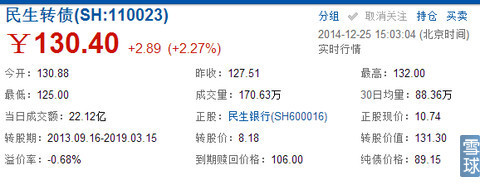 民生转债(SH:110023) 分组 取消关注 持仓 买卖
¥130.40 +2.89 (+2.27%) 2014-12-25 15:03:04 (北京时间)
实时行情
今开：130.88 昨收：127.51 最高：132.00
最低：125.00 成交量：170.63万 30日均量：88.36万
当日成交额：22.12亿 正股：民生银行(SH600016) 正股现价：10.74
转股期：2013.09.16-2019.03.15 转股价：8.18 转股价值：131.30
溢价率：-0.68% 到期赎回价格：106.00 纯债价格：89.15
雪球